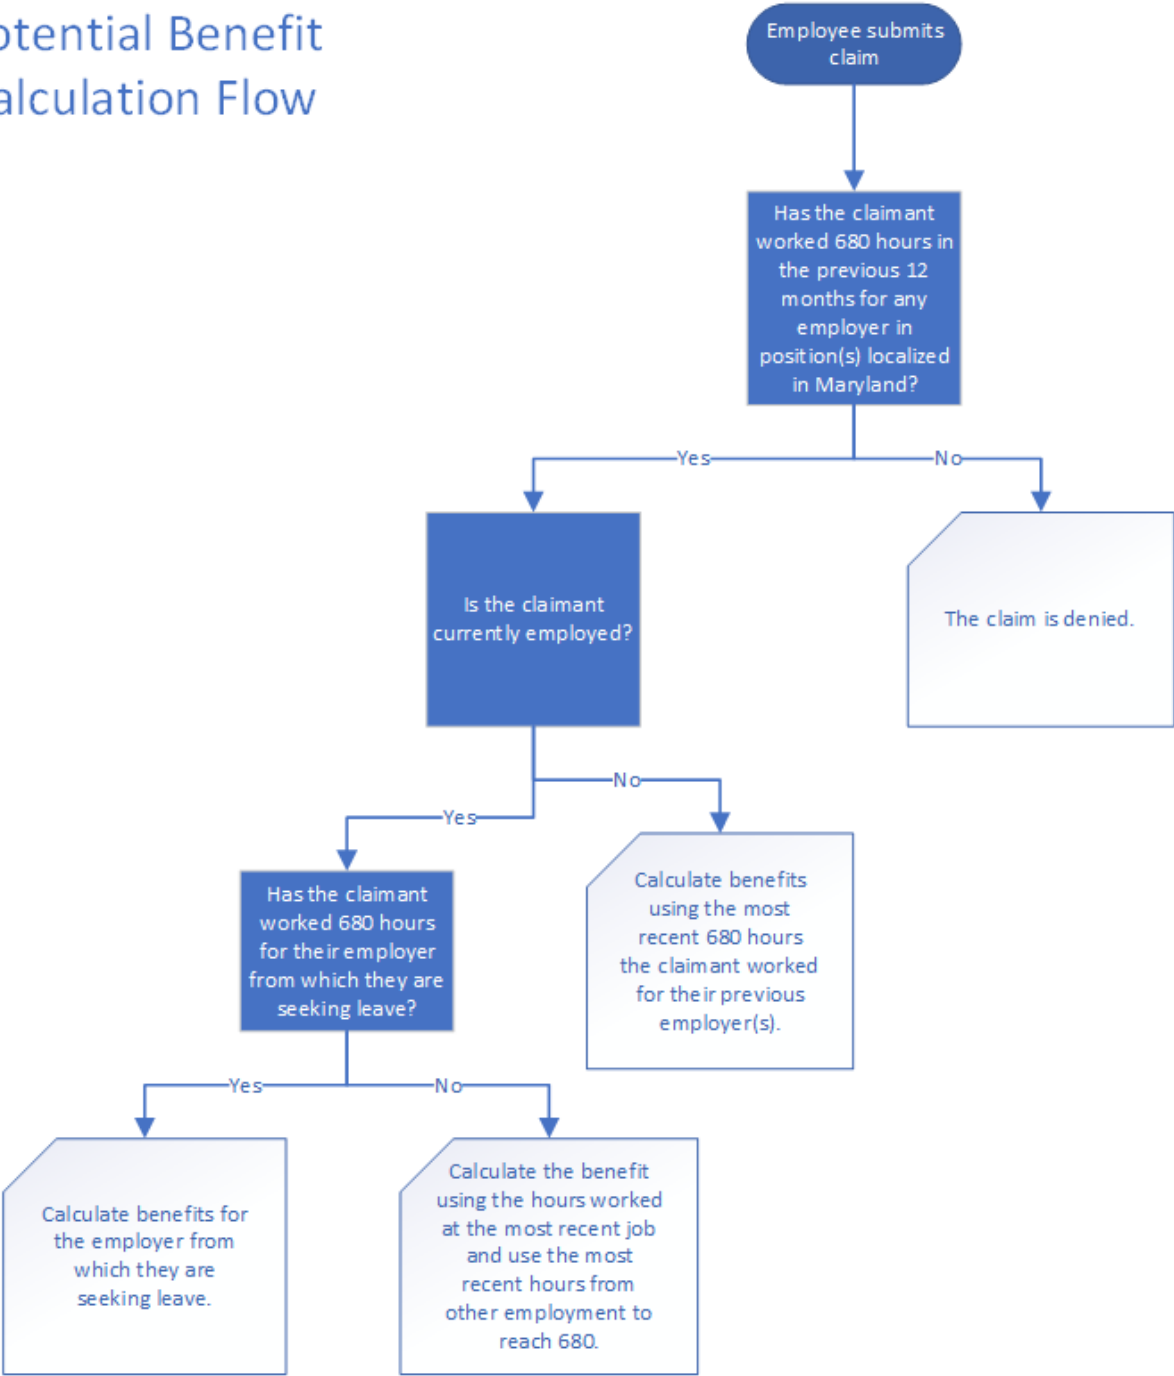 otential Benefit
alculation Flow
Employee submits
claim
Has the claimant
worked 680 hours in
the previous 12
months for any
employer in
position(s) localized
in Maryland?
Yes
No
Is the claimant
currently employed?
The claim is denied.
No
Yes
Has the claimant
worked 680 hours
for their employer
from which they are
seeking leave?
Calculate benefits
using the most
recent 680 hours
the claimant worked
for their previous
employer(s).
Yes
No
Calculate benefits for
the employer from
which they are
seeking leave.
Calculate the benefit
using the hours worked
at the most recent job
and use the most
recent hours from
other employment to
reach 680.